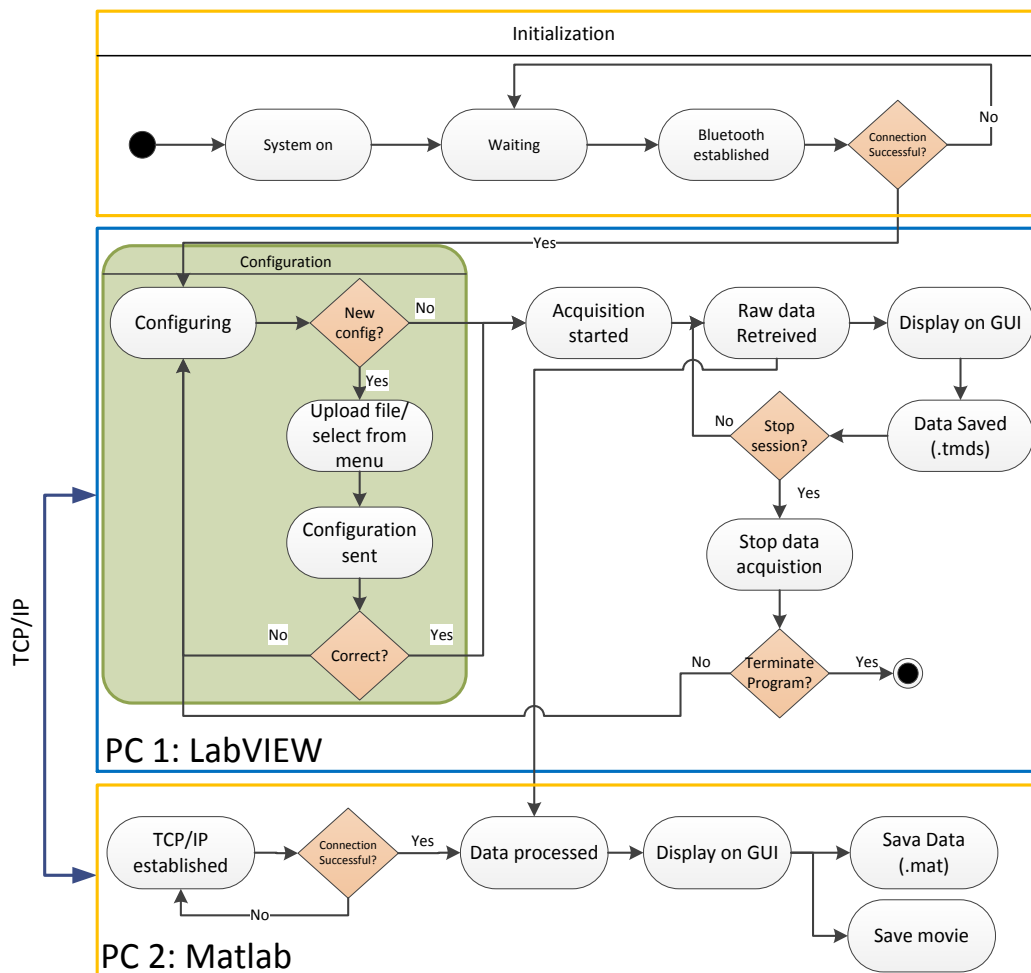 Initialization
System on
Waiting
Bluetooth
established
Connection
Successful?
No
Yes
Configuration
Configuring
New
config?
No
Yes
Upload file/
select from
menu
Configuration
sent
Correct?
No
Yes
Acquisition
started
Raw data
Retreived
Display on GUI
Data Saved
(.tmds)
Stop
session?
No
Yes
Stop data
acquistion
Terminate
Program?
No
Yes
PC 1: LabVIEW
TCP/IP
TCP/IP
established
Connection
Successful?
Yes
No
Data processed
Display on GUI
Sava Data
(.mat)
Save movie
PC 2: Matlab